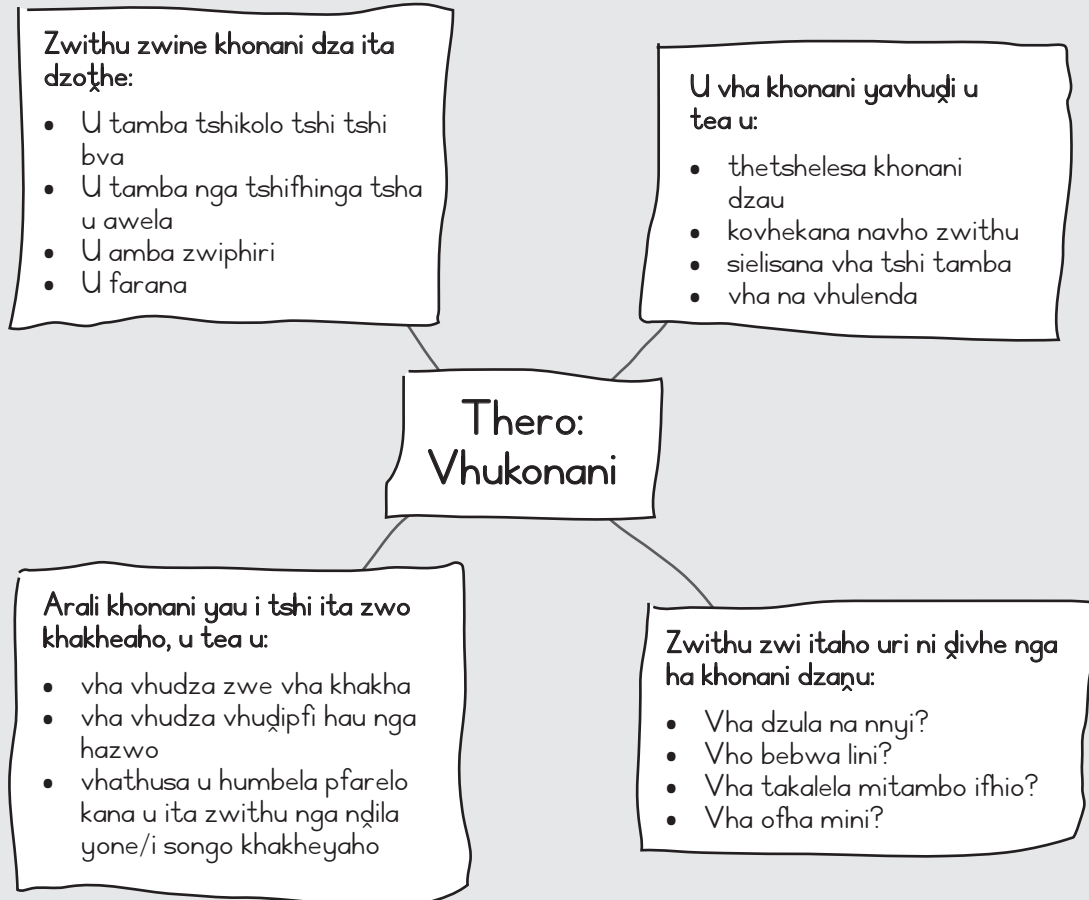 Zwithu zwine khonani dza ita
dzoṱhe:
• U tamba tshikolo tshi tshi
bva
• U tamba nga tshifhinga tsha
u awela
• U amba zwiphiri
• U farana
U vha khonani yavhuḓi u
tea u:
• thetshelesa khonani
dzau
• kovhekana navho zwithu
• sielisana vha tshi tamba
• vha na vhulenda
Thero:
Vhukonani
Arali khonani yau i tshi ita zwo
khakheaho, u tea u:
• vha vhudza zwe vha khakha
• vha vhudza vhuḓipfi hau nga
hazwo
• vhathusa u humbela pfarelo
kana u ita zwithu nga nḓila
yone/i songo khakheyaho
Zwithu zwi itaho uri ni ḓivhe nga
ha khonani dzaṋu:
• Vha dzula na nnyi?
• Vho bebwa lini?
• Vha takalela mitambo ifhio?
• Vha ofha mini?